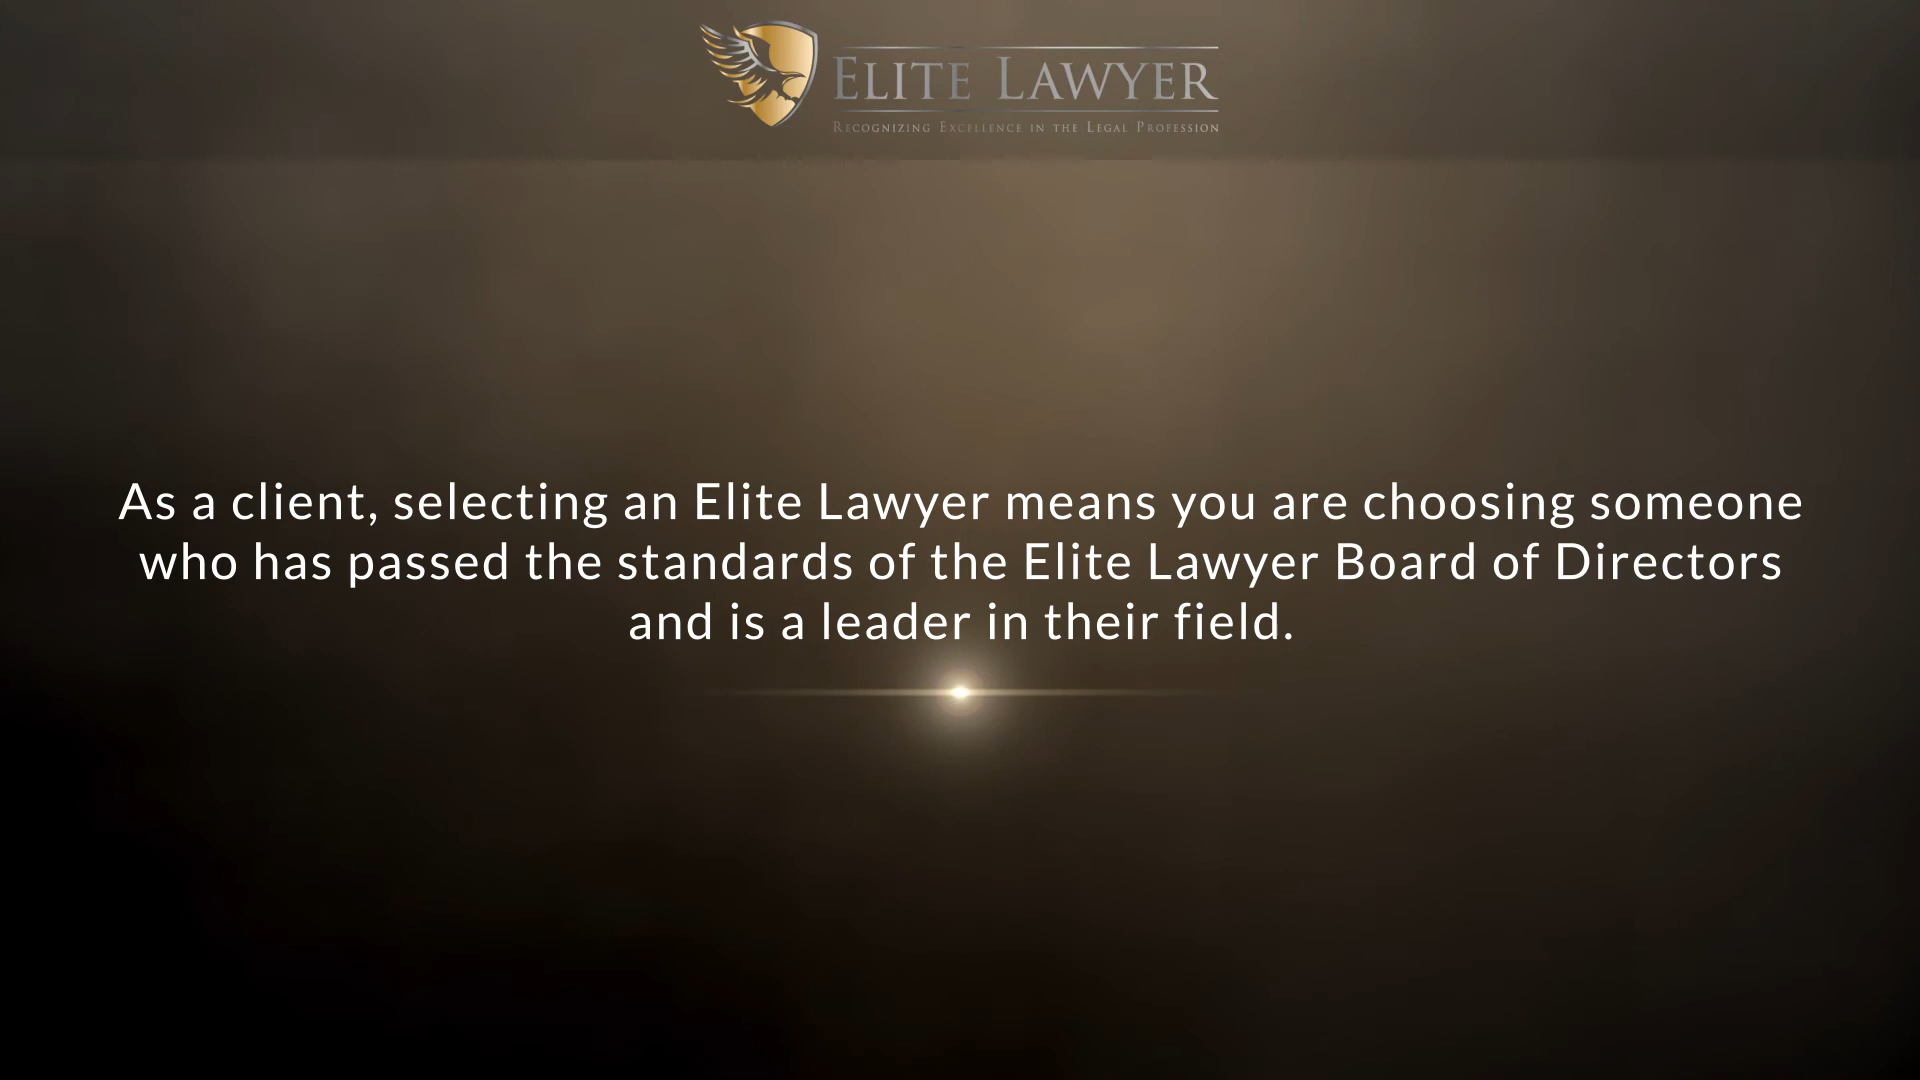 ELITE LAWYER
RECOGNIZING EXCELLENCE IN THE LEGAL PROFESSION
As a client, selecting an Elite Lawyer means you are choosing someone
who has passed the standards of the Elite Lawyer Board of Directors
and is a leader in their field.